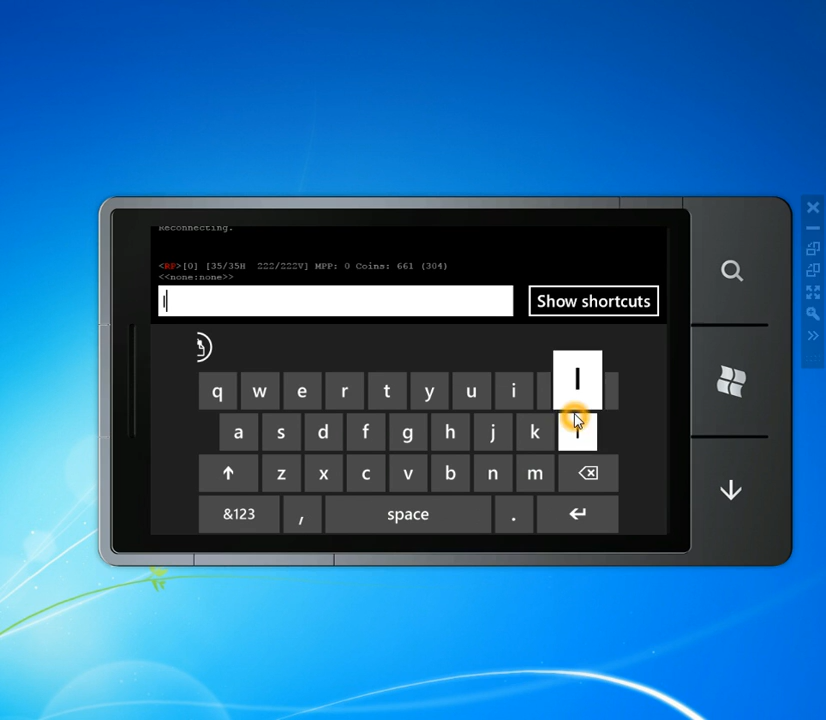 Reconnecting.
<RP>[0] [35/35H 222/222V] MPP: 0 Coins: 661 (304)
<<none:none>>
l
Show shortcuts
l
q w e r t y u i
a s d f g h j k l
z x c v b n m
&123 , space .